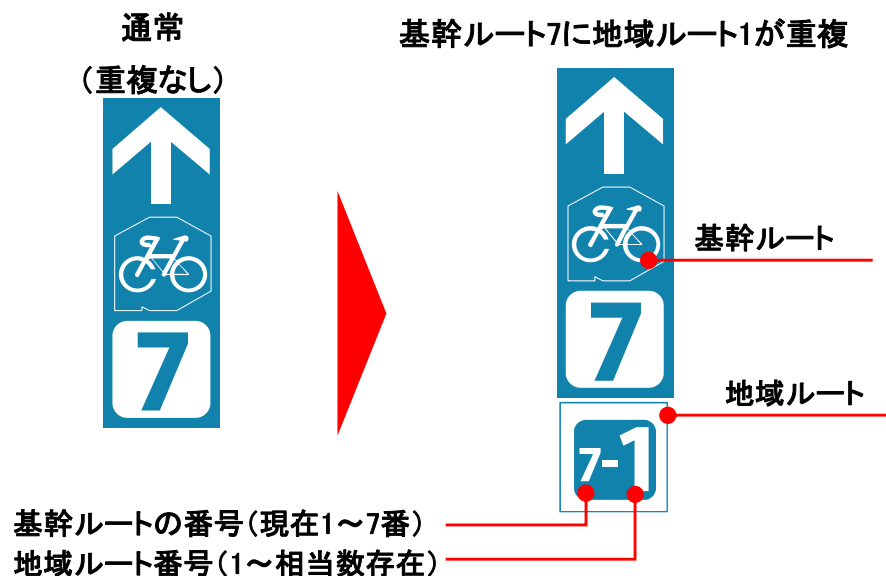 通常
（重複なし）
7
基幹ルート7に地域ルート1が重複
基幹ルート
7
地域ルート
7-1
基幹ルートの番号（現在1～7番）
地域ルート番号（1～相当数存在）